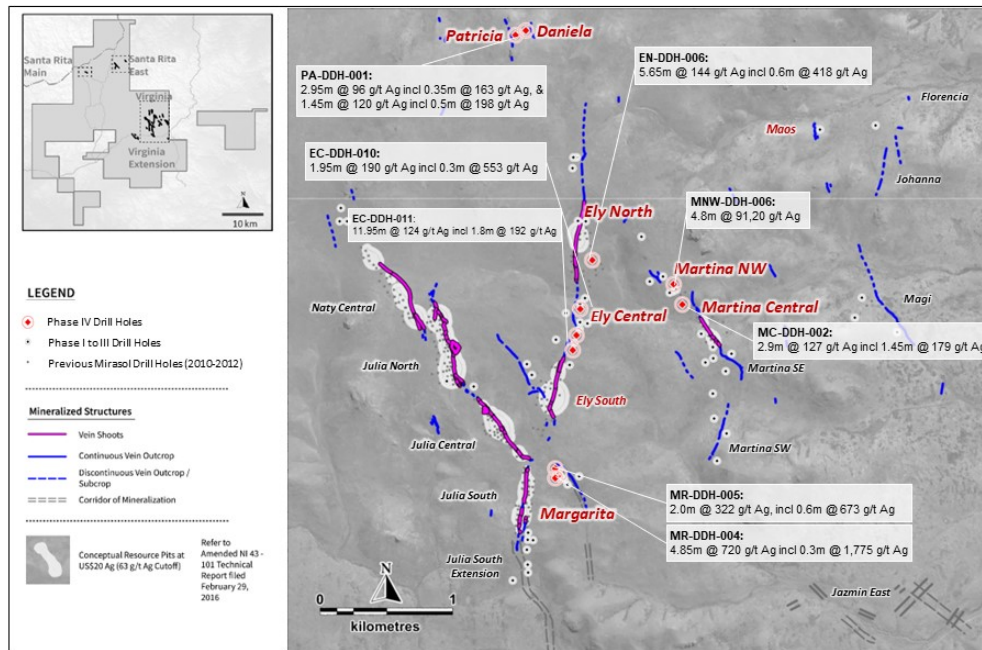 Santa Rita
Main
Santa Rita
East
Virginia
Virginia
Extension
N
10 km
LEGEND
Phase IV Drill Holes
Phase I to III Drill Holes
Previous Mirasol Drill Holes (2010-2012)
Mineralized Structures
Vein Shoots
Continuous Vein Outcrop
Discontinuous Vein Outcrop /
Subcrop
Corridor of Mineralization
Conceptual Resource Pits at
US$20 Ag (63 g/t Ag Cutoff)
Refer to
Amended NI 43 -
101 Technical
Report filed
February 29,
2016
Patricia
Daniela
PA-DDH-001:
2.95m @ 96 g/t Ag incl 0.35m @ 163 g/t Ag, &
1.45m @ 120 g/t Ag incl 0.5m @ 198 g/t Ag
EN-DDH-006:
5.65m @ 144 g/t Ag incl 0.6m @ 418 g/t Ag
Florencia
Maos
Johanna
EC-DDH-010:
1.95m @ 190 g/t Ag incl 0.3m @ 553 g/t Ag
EC-DDH-011:
11.95m @ 124 g/t Ag incl 1.8m @ 192 g/t Ag
Ely North
MNW-DDH-006:
4.8m @ 91,20 g/t Ag
Martina NW
Naty Central
Ely Central
Martina Central
Magi
MC-DDH-002:
2.9m @ 127 g/t Ag incl 1.45m @ 179 g/t Ag
Julia North
Martina SE
Ely South
Julia Central
Martina SW
Julia South
Margarita
MR-DDH-005:
2.0m @ 322 g/t Ag, incl 0.6m @ 673 g/t Ag
MR-DDH-004:
4.85m @ 720 g/t Ag incl 0.3m @ 1,775 g/t Ag
Julia South
Extension
Jazmin East
N
0 1
kilometres